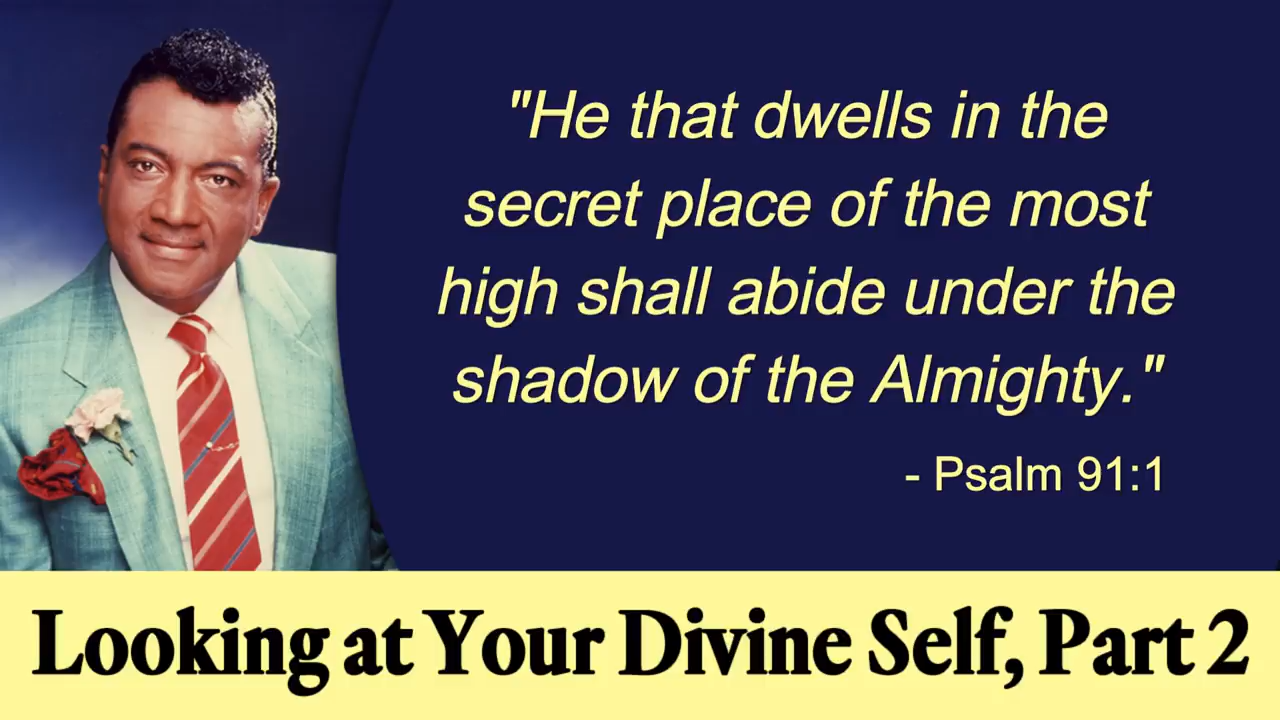 "He that dwells in the
secret place of the most
high shall abide under the
shadow of the Almighty."
- Psalm 91:1
Looking at Your Divine Self, Part 2